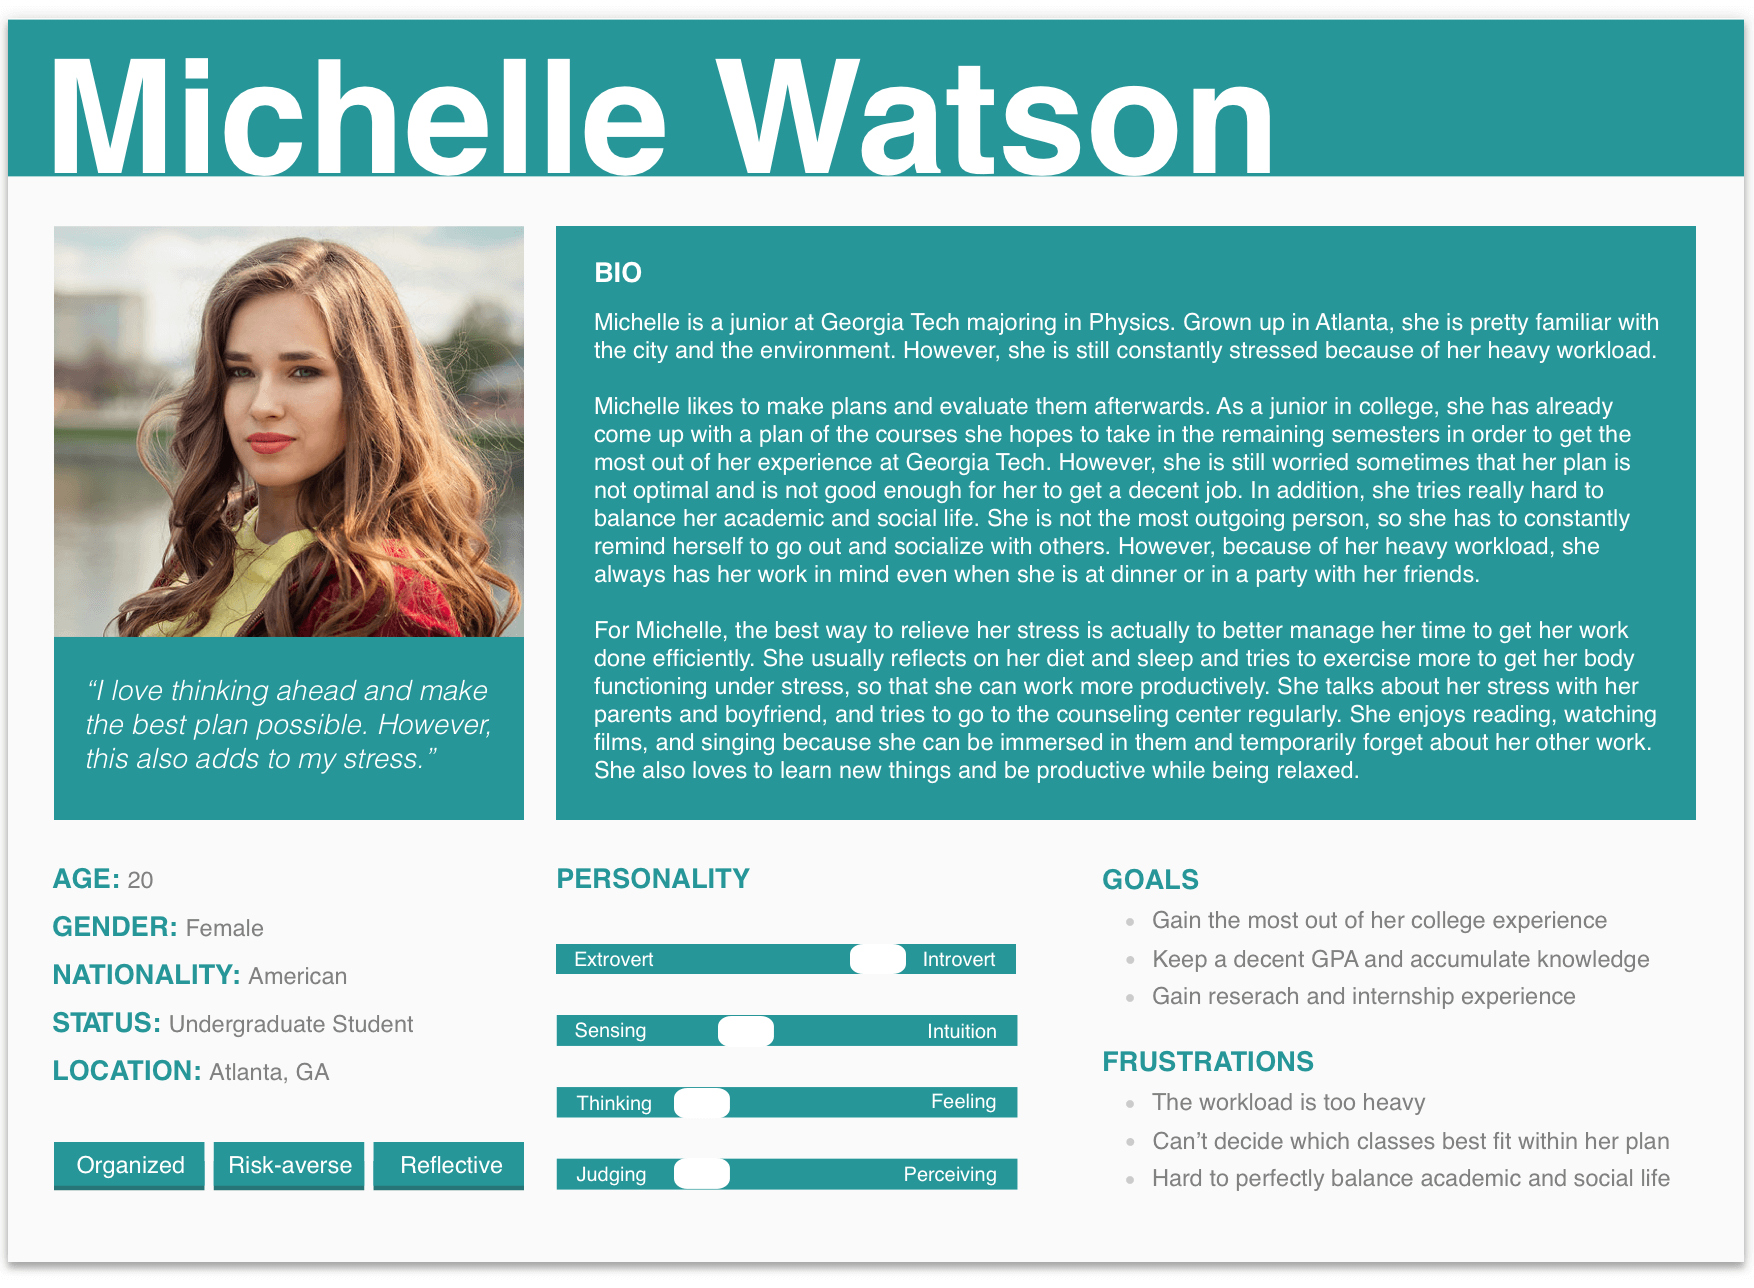 Michelle Watson
BIO
Michelle is a junior at Georgia Tech majoring in Physics. Grown up in Atlanta, she is pretty familiar with
the city and the environment. However, she is still constantly stressed because of her heavy workload.
Michelle likes to make plans and evaluate them afterwards. As a junior in college, she has already
come up with a plan of the courses she hopes to take in the remaining semesters in order to get the
most out of her experience at Georgia Tech. However, she is still worried sometimes that her plan is
not optimal and is not good enough for her to get a decent job. In addition, she tries really hard to
balance her academic and social life. She is not the most outgoing person, so she has to constantly
remind herself to go out and socialize with others. However, because of her heavy workload, she
always has her work in mind even when she is at dinner or in a party with her friends.
For Michelle, the best way to relieve her stress is actually to better manage her time to get her work
done efficiently. She usually reflects on her diet and sleep and tries to exercise more to get her body
functioning under stress, so that she can work more productively. She talks about her stress with her
parents and boyfriend, and tries to go to the counseling center regularly. She enjoys reading, watching
films, and singing because she can be immersed in them and temporarily forget about her other work.
She also loves to learn new things and be productive while being relaxed.
“I love thinking ahead and make
the best plan possible. However,
this also adds to my stress.”
AGE: 20
GENDER: Female
NATIONALITY: American
STATUS: Undergraduate Student
LOCATION: Atlanta, GA
Organized Risk-averse Reflective
PERSONALITY
Extrovert Introvert
Sensing Intuition
Thinking Feeling
Judging Perceiving
GOALS
Gain the most out of her college experience
Keep a decent GPA and accumulate knowledge
Gain reserach and internship experience
FRUSTRATIONS
The workload is too heavy
Can’t decide which classes best fit within her plan
Hard to perfectly balance academic and social life